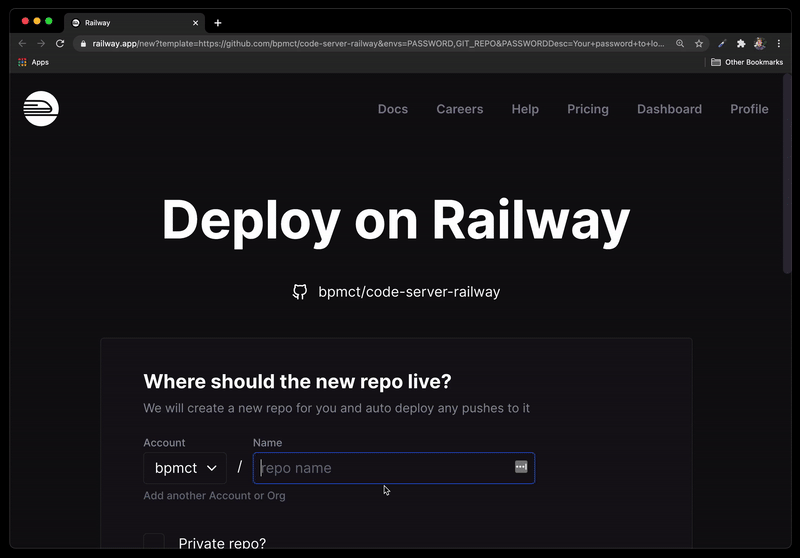 Railway
railway.app/new?template=https://github.com/bpmct/code-server-railway&envs=PASSWORD,GIT_REPO&PASSWORDDesc=Your+password+to+lo...
Apps
Other Bookmarks
Docs
Careers
Help
Pricing
Dashboard
Profile
Deploy on Railway
bpmct/code-server-railway
Where should the new repo live?
We will create a new repo for you and auto deploy any pushes to it
Account
Name
bpmct
/
repo name
Add another Account or Org
Private repo?